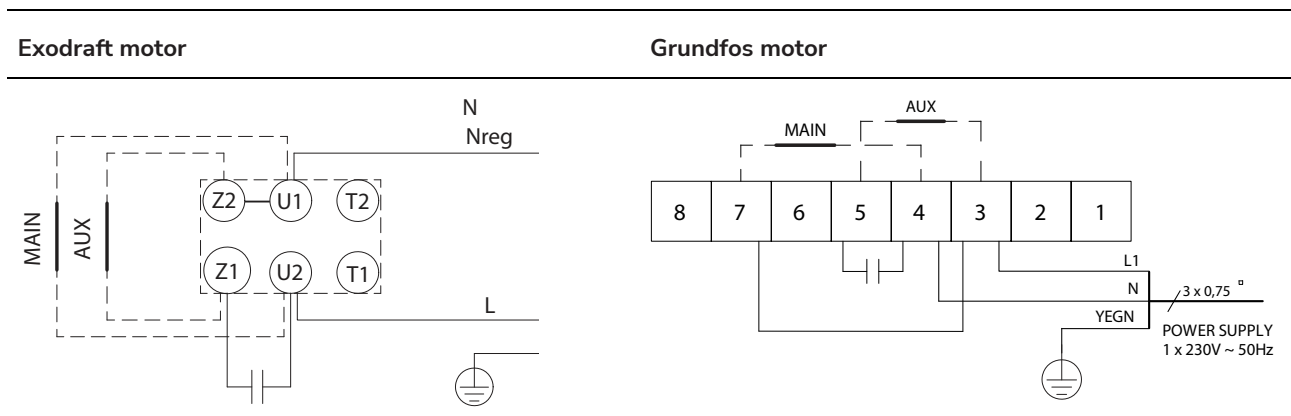 Exodraft motor
Grundfos motor
N
Nreg
Z2
U1
T2
MAIN
AUX
Z1
U2
T1
L
AUX
MAIN
8 7 6 5 4 3 2 1
L1
N
3 x 0,75 ¤
YEGN
POWER SUPPLY
1 x 230V ~ 50Hz